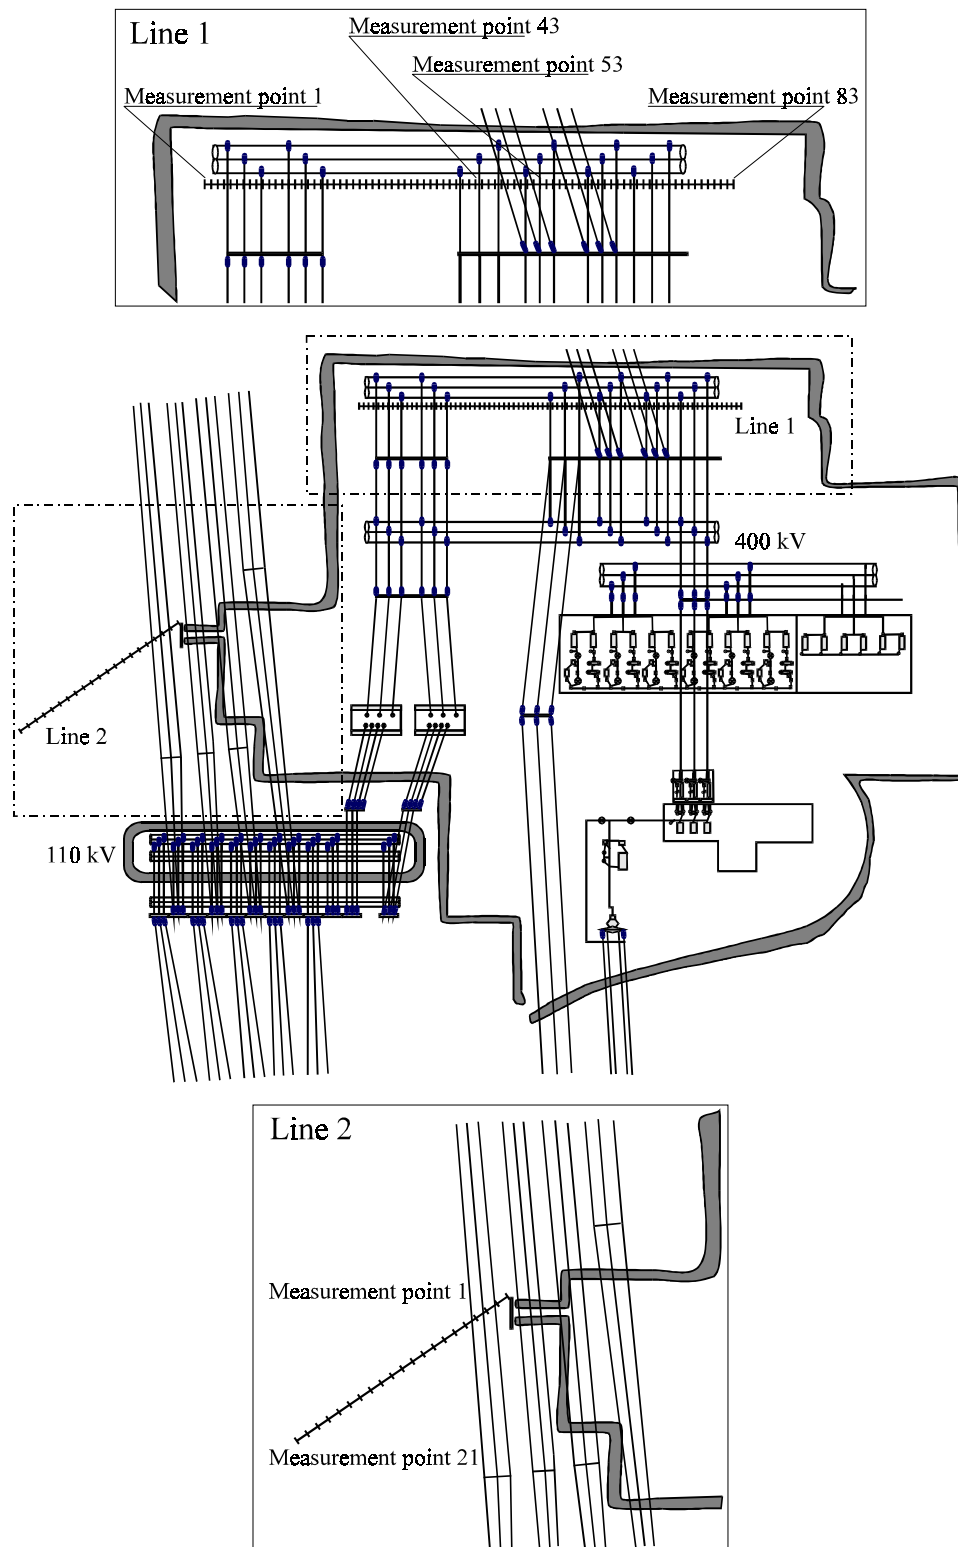 Line 1
Measurement point 43
Measurement point 53
Measurement point 1
Measurement point 83
Line 1
400 kV
Line 2
110 kV
Line 2
Measurement point 1
Measurement point 21